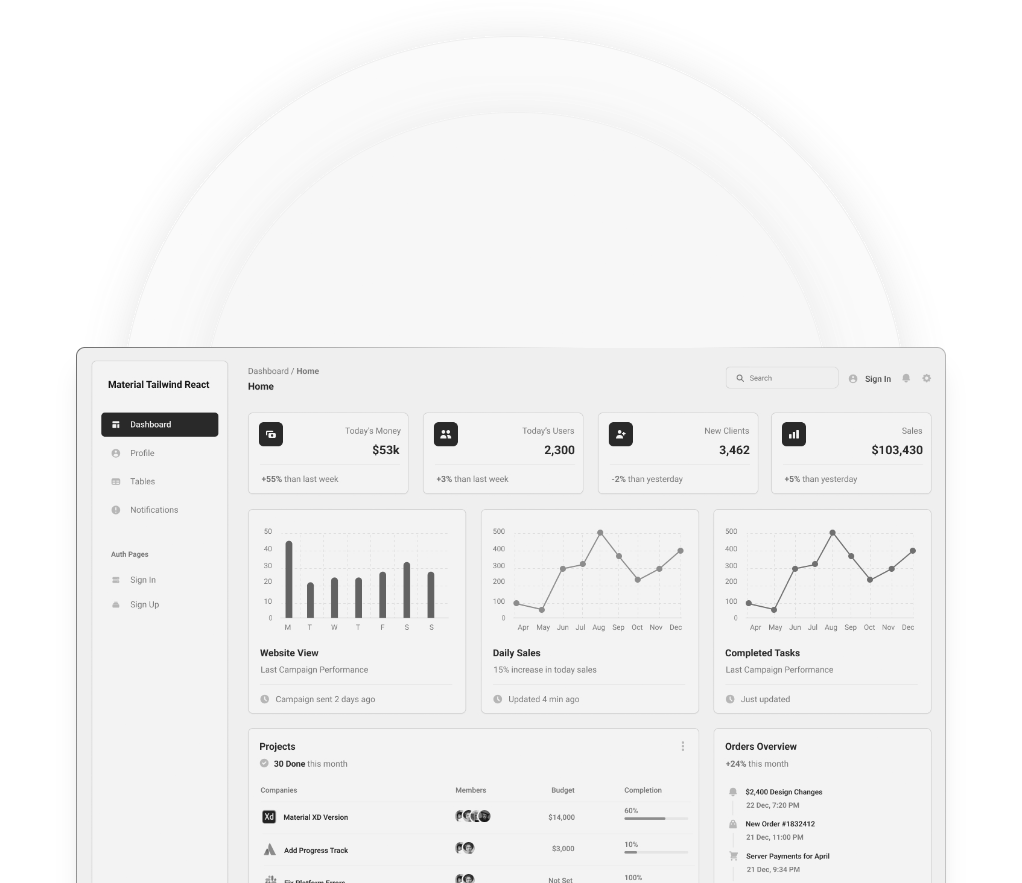 Material Tailwind React
Dashboard
Profile
Tables
Notifications
Auth Pages
Sign In
Sign Up
Dashboard / Home
Home
Search
Sign In
Today's Money
$53k
+55% than last week
Today's Users
2,300
+3% than last week
New Clients
3,462
-2% than yesterday
Sales
$103,430
+5% than yesterday
50
40
30
20
10
0
M T W T F S S
Website View
Last Campaign Performance
Campaign sent 2 days ago
500
400
300
200
100
0
Apr May Jun Jul Aug Sep Oct Nov Dec
Daily Sales
15% increase in today sales
Updated 4 min ago
500
400
300
200
100
0
Apr May Jun Jul Aug Sep Oct Nov Dec
Completed Tasks
Last Campaign Performance
Just updated
Projects
30 Done this month
Companies Members Budget Completion
60%
Xd Material XD Version $14,000
10%
Add Progress Track $3,000
100%
Fix Platform Errors Not Set
Orders Overview
+24% this month
$2,400 Design Changes
22 Dec, 7:20 PM
New Order #1832412
21 Dec, 11:00 PM
Server Payments for April
21 Dec, 9:34 PM